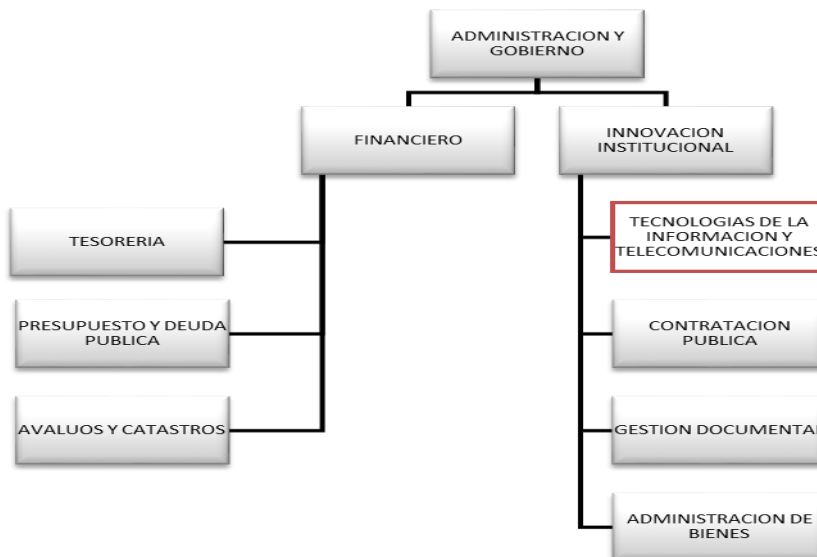 ADMINISTRACION Y
GOBIERNO
FINANCIERO
INNOVACION
INSTITUCIONAL
TESORERIA
PRESUPUESTO Y DEUDA
PUBLICA
AVALUOS Y CATASTROS
TECNOLOGIAS DE LA
INFORMACION Y
TELECOMUNICACIONES
CONTRATACION
PUBLICA
GESTION DOCUMENTAL
ADMINISTRACION DE
BIENES